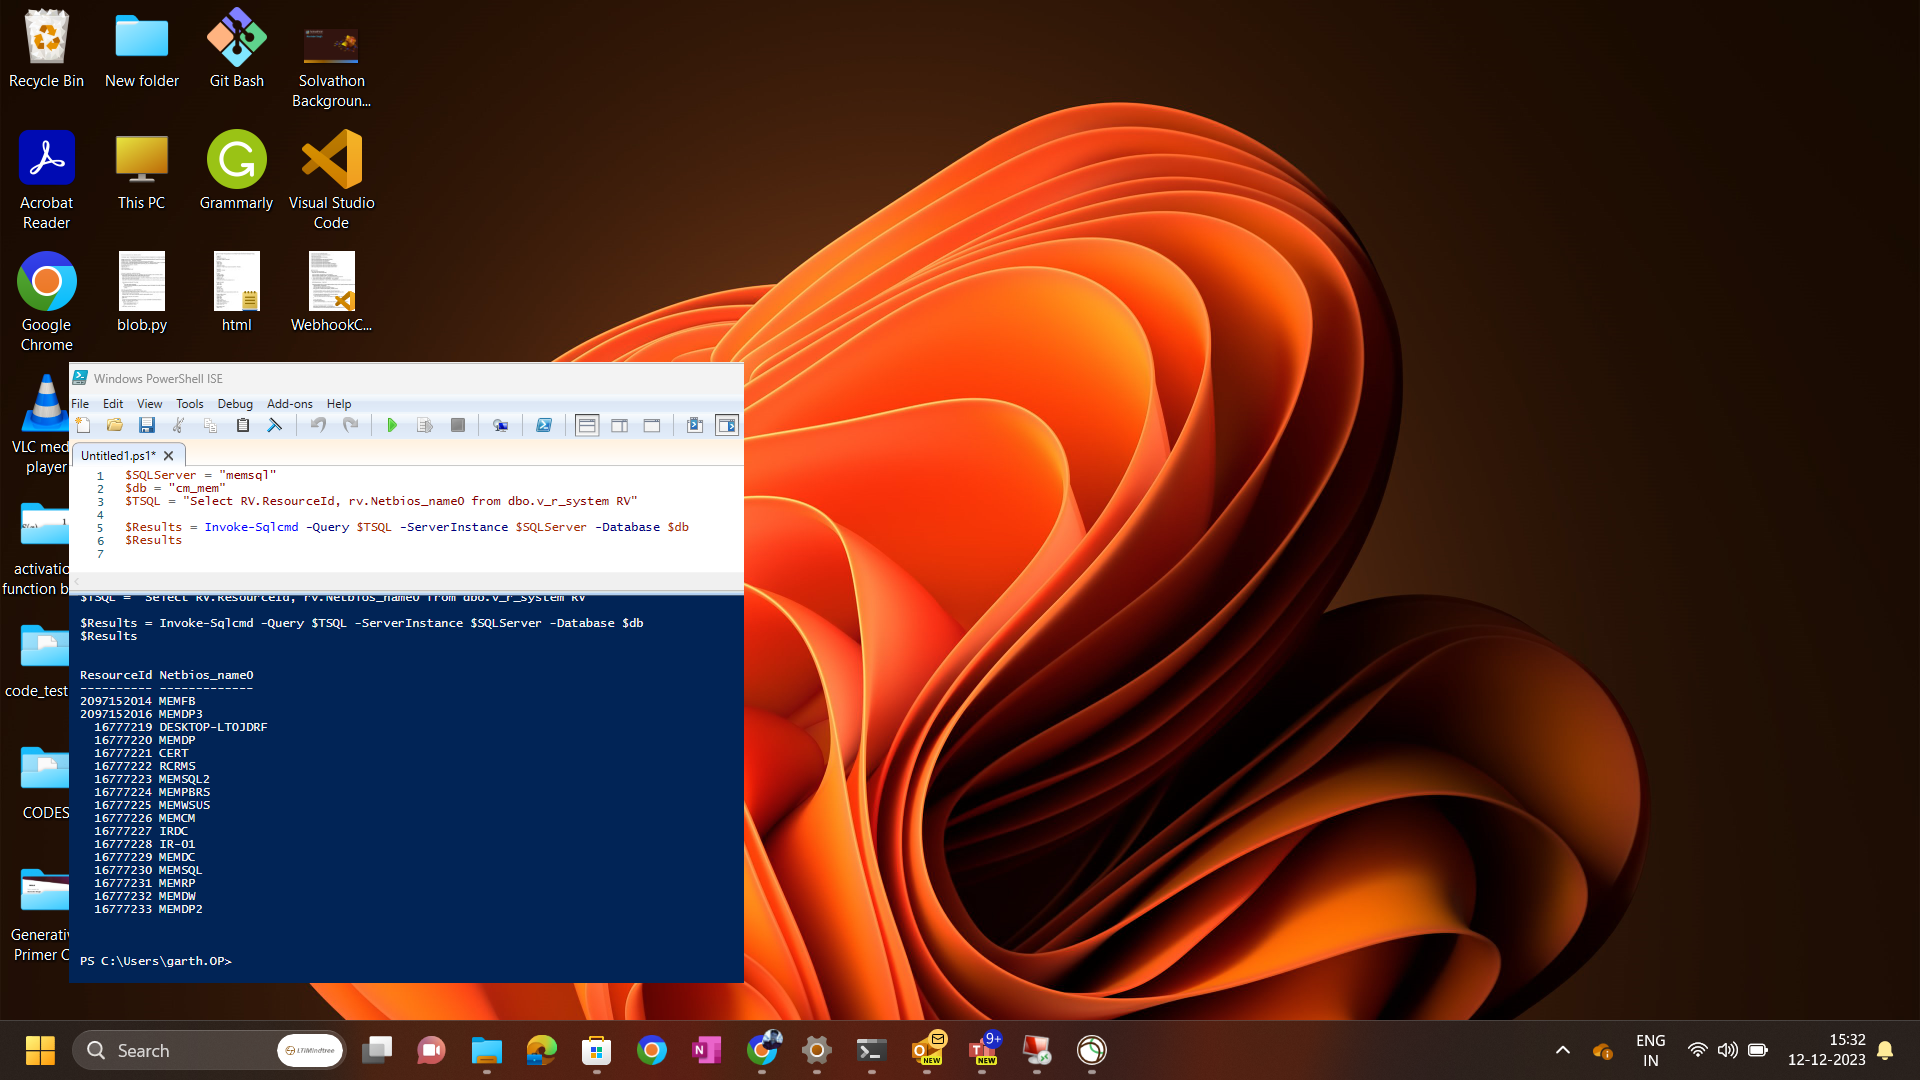 Recycle Bin
New folder
Git Bash
Solvathon
Backgroun...
Acrobat
Reader
This PC
Grammarly
Visual Studio
Code
Google
Chrome
blob.py
html
WebhookC...
VLC med
player
activatio
function b
code_test
CODES
Generati
Primer C
Windows PowerShell ISE
File Edit View Tools Debug Add-ons Help
Untitled1.ps1*
1 $SQLServer = "memsql"
2 $db = "cm_mem"
3 $TSQL = "Select RV.ResourceId, rv.Netbios_name0 from dbo.v_r_system RV"
4
5 $Results = Invoke-Sqlcmd -Query $TSQL -ServerInstance $SQLServer -Database $db
6 $Results
7
$TSQL = "Select RV.ResourceId, rv.Netbios_name0 from dbo.v_r_system RV"
$Results = Invoke-Sqlcmd -Query $TSQL -ServerInstance $SQLServer -Database $db
$Results
ResourceId Netbios_name0
---------- -------------
2097152014 MEMFB
2097152016 MEMDP3
16777219 DESKTOP-LT0JDRF
16777220 MEMDP
16777221 CERT
16777222 RCRMS
16777223 MEMSQL2
16777224 MEMPBRS
16777225 MEMWSUS
16777226 MEMCM
16777227 IRDC
16777228 IR-01
16777229 MEMDC
16777230 MEMSQL
16777231 MEMRP
16777232 MEMDW
16777233 MEMDP2
PS C:\Users\garth.OP>
Search
LTIMindtree
NEW
9+
NEW
ENG
IN
15:32
12-12-2023